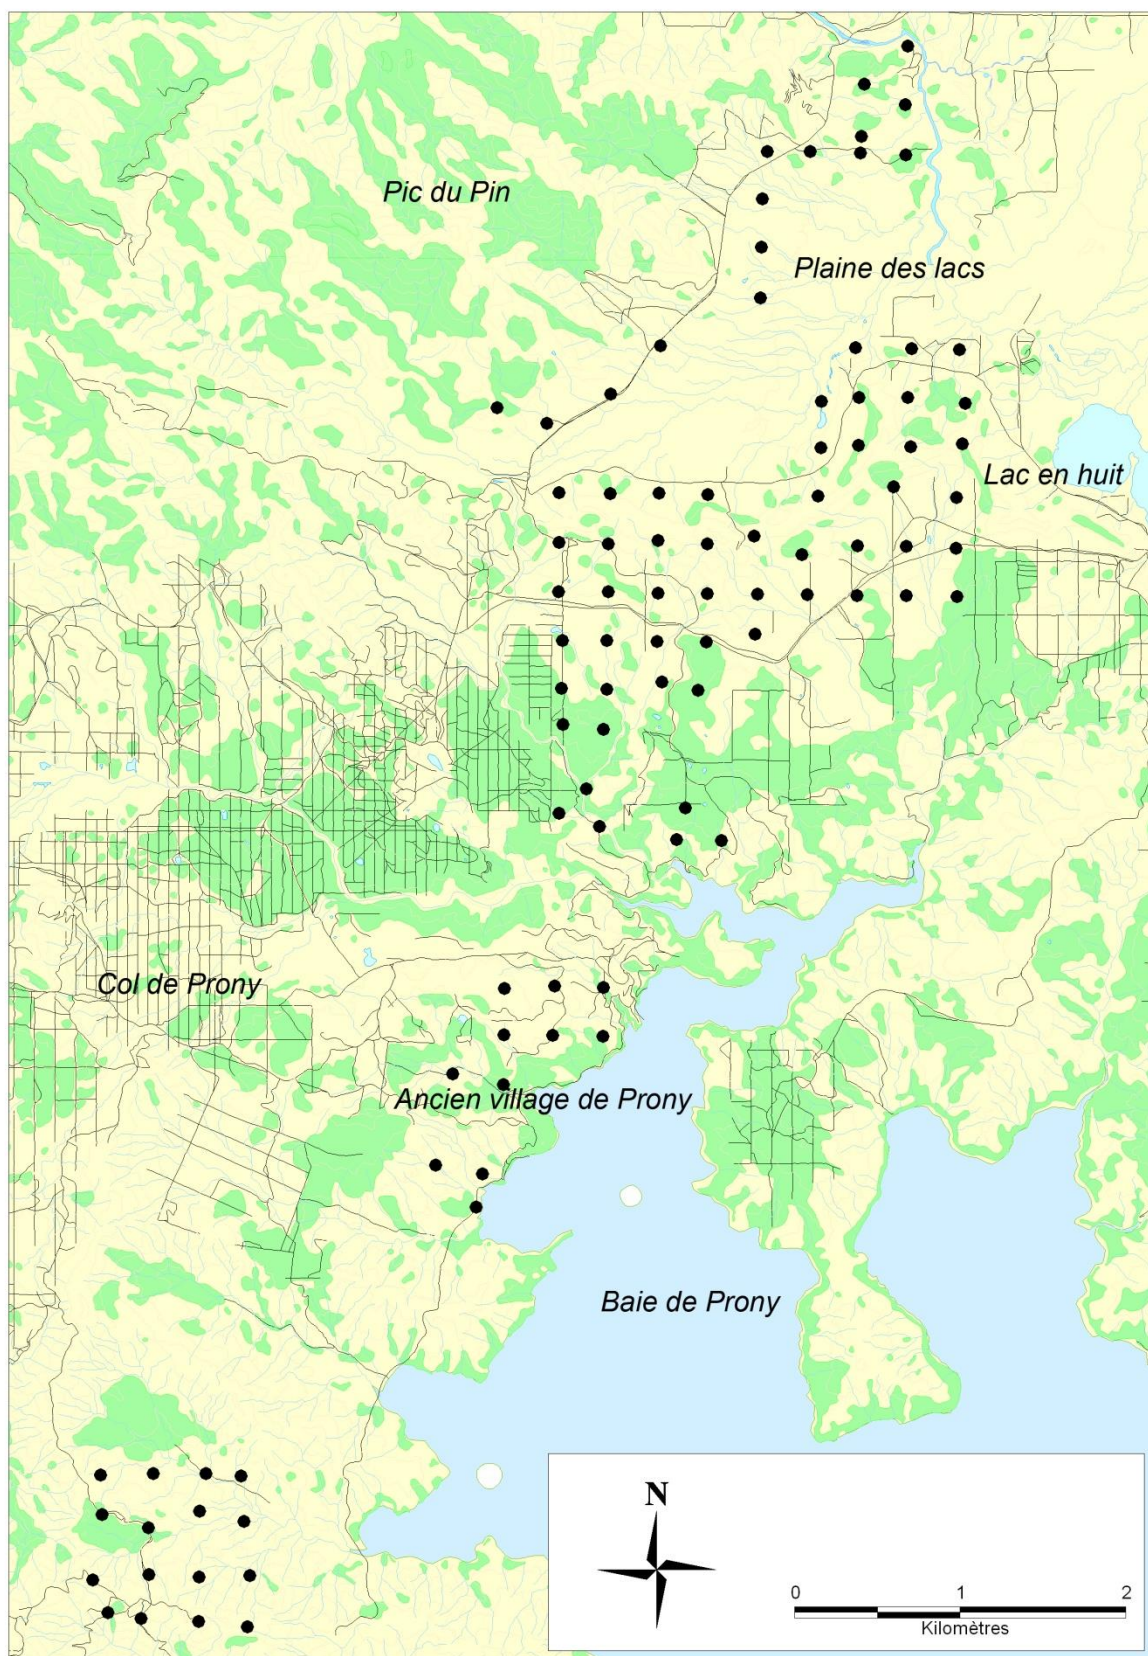 Pic du Pin
Plaine des lacs
Lac en huit
Col de Prony
Ancien village de Prony
Baie de Prony
N
0 1 2
Kilomètres